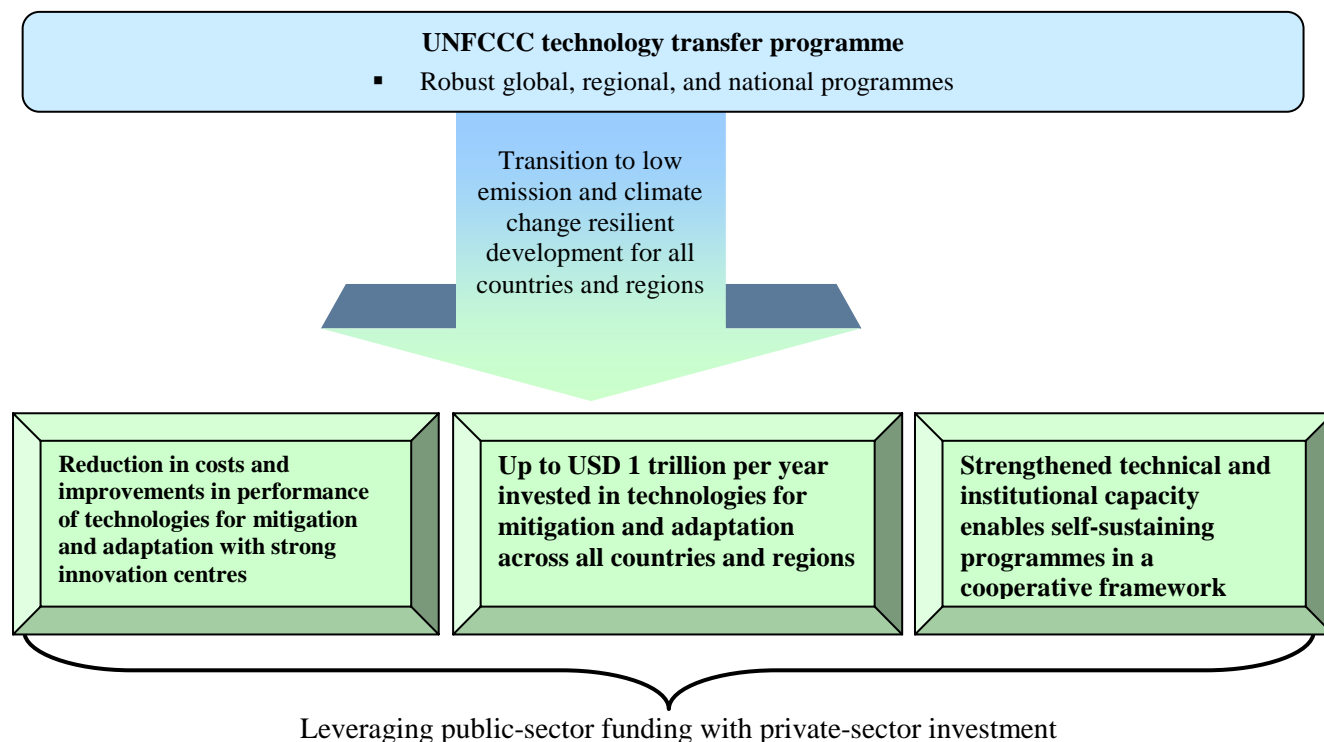 UNFCCC technology transfer programme
▪ Robust global, regional, and national programmes
Transition to low
emission and climate
change resilient
development for all
countries and regions
Reduction in costs and
improvements in performance
of technologies for mitigation
and adaptation with strong
innovation centres
Up to USD 1 trillion per year
invested in technologies for
mitigation and adaptation
across all countries and regions
Strengthened technical and
institutional capacity
enables self-sustaining
programmes in a
cooperative framework
Leveraging public-sector funding with private-sector investment